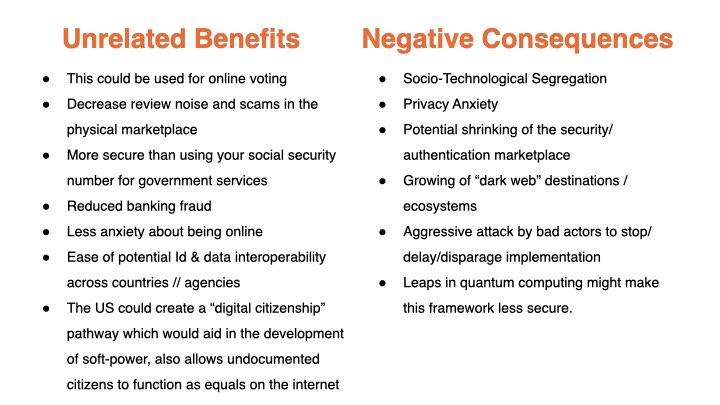 Unrelated Benefits
● This could be used for online voting
● Decrease review noise and scams in the
physical marketplace
● More secure than using your social security
number for government services
● Reduced banking fraud
● Less anxiety about being online
● Ease of potential Id & data interoperability
across countries // agencies
● The US could create a “digital citizenship”
pathway which would aid in the development
of soft-power, also allows undocumented
citizens to function as equals on the internet
Negative Consequences
● Socio-Technological Segregation
● Privacy Anxiety
● Potential shrinking of the security/
authentication marketplace
● Growing of “dark web” destinations /
ecosystems
● Aggressive attack by bad actors to stop/
delay/disparage implementation
● Leaps in quantum computing might make
this framework less secure.